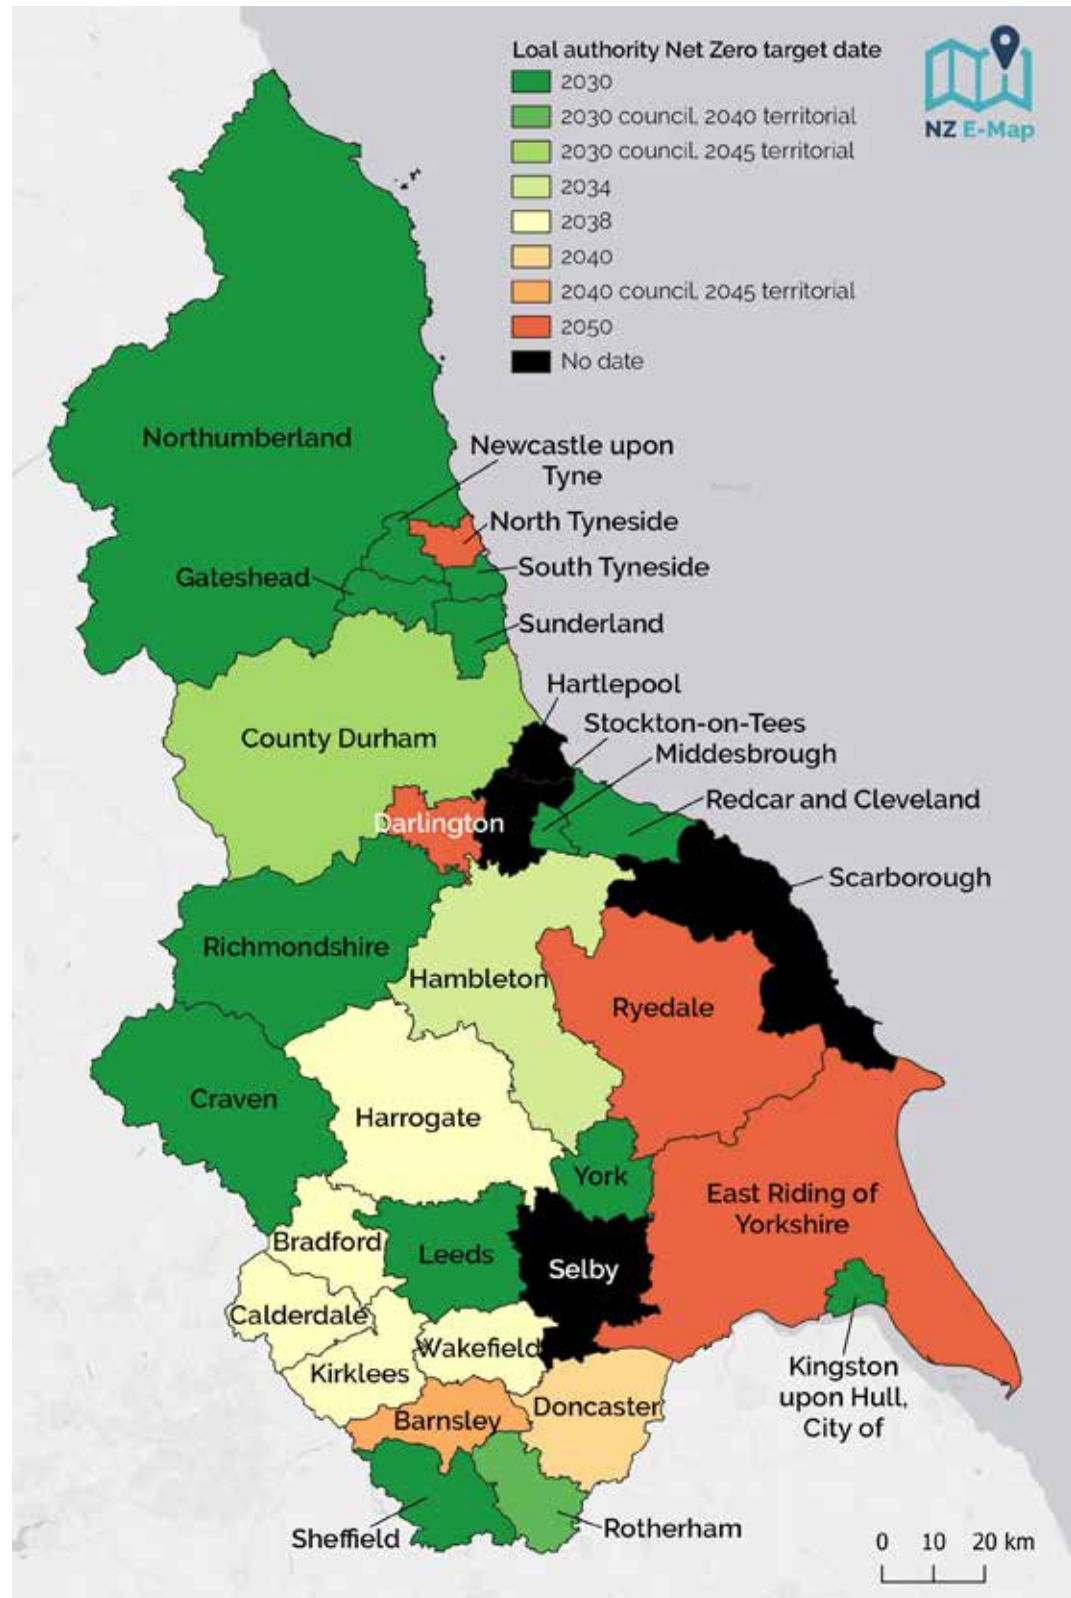 Loal authority Net Zero target date
2030
2030 council, 2040 territorial
2030 council, 2045 territorial
2034
2038
2040
2040 council, 2045 territorial
2050
No date
NZ E-Map
Northumberland
Newcastle upon
Tyne
North Tyneside
South Tyneside
Gateshead
Sunderland
Hartlepool
Stockton-on-Tees
Middesbrough
County Durham
Redcar and Cleveland
Darlington
Scarborough
Richmondshire
Hambleton
Ryedale
Craven
Harrogate
York
East Riding of
Yorkshire
Bradford
Leeds
Selby
Calderdale
Wakefield
Kirklees
Kingston
upon Hull,
City of
Barnsley
Doncaster
Sheffield
Rotherham
0 10 20 km